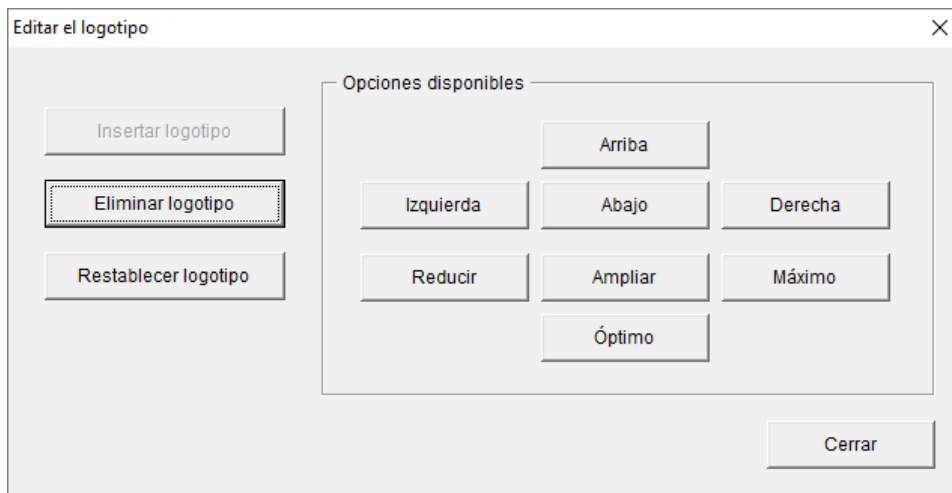 Editar el logotipo
Insertar logotipo
Eliminar logotipo
Restablecer logotipo
Opciones disponibles
Arriba
Izquierda
Abajo
Derecha
Reducir
Ampliar
Máximo
Óptimo
Cerrar